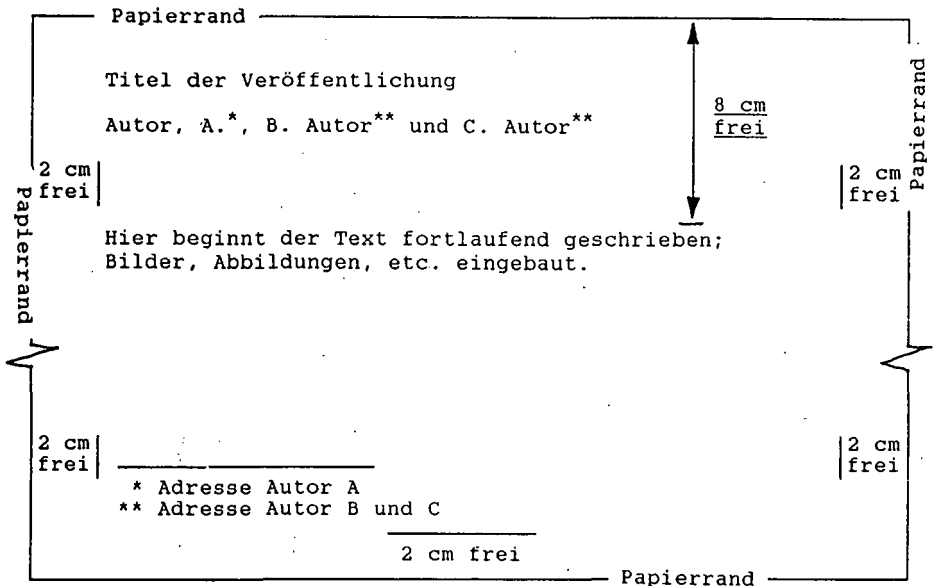 Papierrand
Titel der Veröffentlichung
Autor, A.*, B. Autor** und C. Autor**
8 cm
frei
Papierrand
2 cm
frei
2 cm
frei
Papierrand
Hier beginnt der Text fortlaufend geschrieben;
Bilder, Abbildungen, etc. eingebaut.
2 cm
frei
2 cm
frei
* Adresse Autor A
** Adresse Autor B und C
2 cm frei
Papierrand